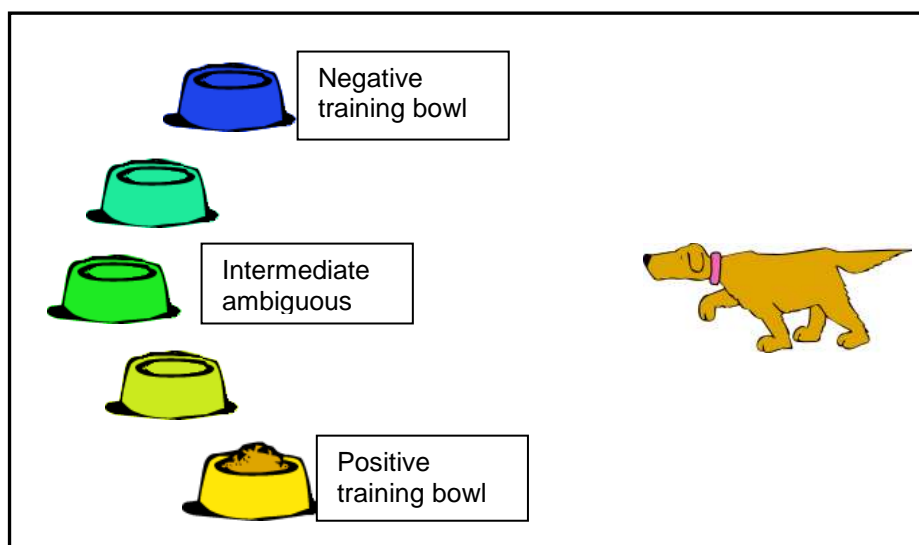 Negative
training bowl
Intermediate
ambiguous
Positive
training bowl